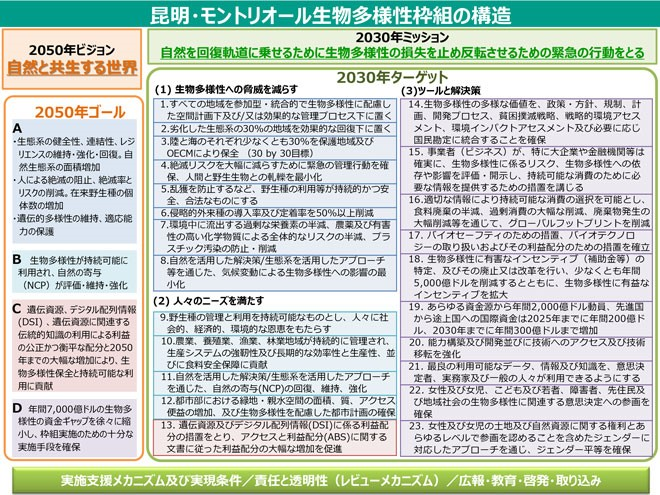 昆明・モントリオール生物多様性枠組の構造
2050年ビジョン
自然と共生する世界
2030年ミッション
自然を回復軌道に乗せるために生物多様性の損失を止め反転させるための緊急の行動をとる
2050年ゴール
A
・生態系の健全性、連結性、レジ
リエンスの維持・強化・回復。自
然生態系の面積増加
・人による絶滅の阻止、絶滅率と
リスクの削減。在来野生種の個
体数の増加
・遺伝的多様性の維持、適応能
力の保護
B 生物多様性が持続可能に
利用され、自然の寄与
(NCP)が評価・維持・強化
C 遺伝資源、デジタル配列情報
(DSI)、遺伝資源に関連する
伝統的知識の利用による利益
の公正かつ衡平な配分と2050
年までの大幅な増加により、生
物多様性保全と持続可能な利
用に貢献
D 年間7,000億ドルの生物多
様性の資金ギャップを徐々に縮
小し、枠組実施のための十分な
実施手段を確保
2030年ターゲット
(1) 生物多様性への脅威を減らす
1.すべての地域を参加型・統合的で生物多様性に配慮し
た空間計画下及び/又は効果的な管理プロセス下に置く
2.劣化した生態系の30%の地域を効果的な回復下に置く
3.陸と海のそれぞれ少なくとも30%を保護地域及び
OECMにより保全 (30 by 30目標)
4.絶滅リスクを大幅に減らすために緊急の管理行動を確
保、人間と野生生物との軋轢を最小化
5.乱獲を防止するなど、野生種の利用等が持続的かつ安
全、合法なものにする
6.侵略的外来種の導入率及び定着率を50%以上削減
7.環境中に流出する過剰な栄養素の半減、農薬及び有害
性の高い化学物質による全体的なリスクの半減、プラ
スチック汚染の防止・削減
8.自然を活用した解決策/生態系を活用したアプローチ
等を通じた、気候変動による生物多様性への影響の最
小化
(2) 人々のニーズを満たす
9.野生種の管理と利用を持続可能なものとし、人々に社
会的、経済的、環境的な恩恵をもたらす
10.農業、養殖業、漁業、林業地域が持続的に管理され、
生産システムの強靭性及び長期的な効率性と生産性、並
びに食料安全保障に貢献
11.自然を活用した解決策/生態系を活用したアプローチ
を通じた、自然の寄与(NCP)の回復、維持、強化
12.都市部における緑地・親水空間の面積、質、アクセス、
便益の増加、及び生物多様性を配慮した都市計画の確保
13. 遺伝資源及びデジタル配列情報(DSI)に係る利益配
分の措置をとり、アクセスと利益配分(ABS)に関する
文書に従った利益配分の大幅な増加を促進
(3)ツールと解決策
14.生物多様性の多様な価値を、政策・方針、規制、計
画、開発プロセス、貧困撲滅戦略、戦略的環境アセス
メント、環境インパクトアセスメント及び必要に応じ
国民勘定に統合することを確保
15. 事業者(ビジネス)が、特に大企業や金融機関等は
確実に、生物多様性に係るリスク、生物多様性への依
存や影響を評価・開示し、持続可能な消費のために必
要な情報を提供するための措置を講じる
16.適切な情報により持続可能な消費の選択を可能とし、
食料廃棄の半減、過剰消費の大幅な削減、廃棄物発生の
大幅削減等を通じて、グローバルフットプリントを削減
17. バイオセーフティのための措置、バイオテクノロ
ジーの取り扱いおよびその利益配分のための措置を確立
18. 生物多様性に有害なインセンティブ(補助金等)の
特定、及びその廃止又は改革を行い、少なくとも年間
5,000億ドルを削減するとともに、生物多様性に有益な
インセンティブを拡大
19.あらゆる資金源から年間2,000億ドル動員、先進国
から途上国への国際資金は2025年までに年間200億ド
ル、2030年までに年間300億ドルまで増加
20. 能力構築及び開発並びに技術へのアクセス及び技術
移転を強化
21. 最良の利用可能なデータ、情報及び知識を、意思決
定者、実務家及び一般の人々が利用できるようにする
22. 女性及び女児、こども及び若者、障害者、先住民及
び地域社会の生物多様性に関連する意思決定への参画を
確保
23. 女性及び女児の土地及び自然資源に関する権利とあ
らゆるレベルで参画を認めることを含めたジェンダーに
対応したアプローチを通じ、ジェンダー平等を確保
実施支援メカニズム及び実現条件/責任と透明性(レビューメカニズム)/広報・教育・啓発・取り込み